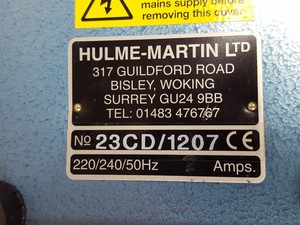 mains supply before
removing this cover
HULME-MARTIN LTD
317 GUILDFORD ROAD
BISLEY, WOKING
SURREY GU24 9BB
TEL: 01483 476767
No 23CD/1207 CE
220/240/50Hz Amps.